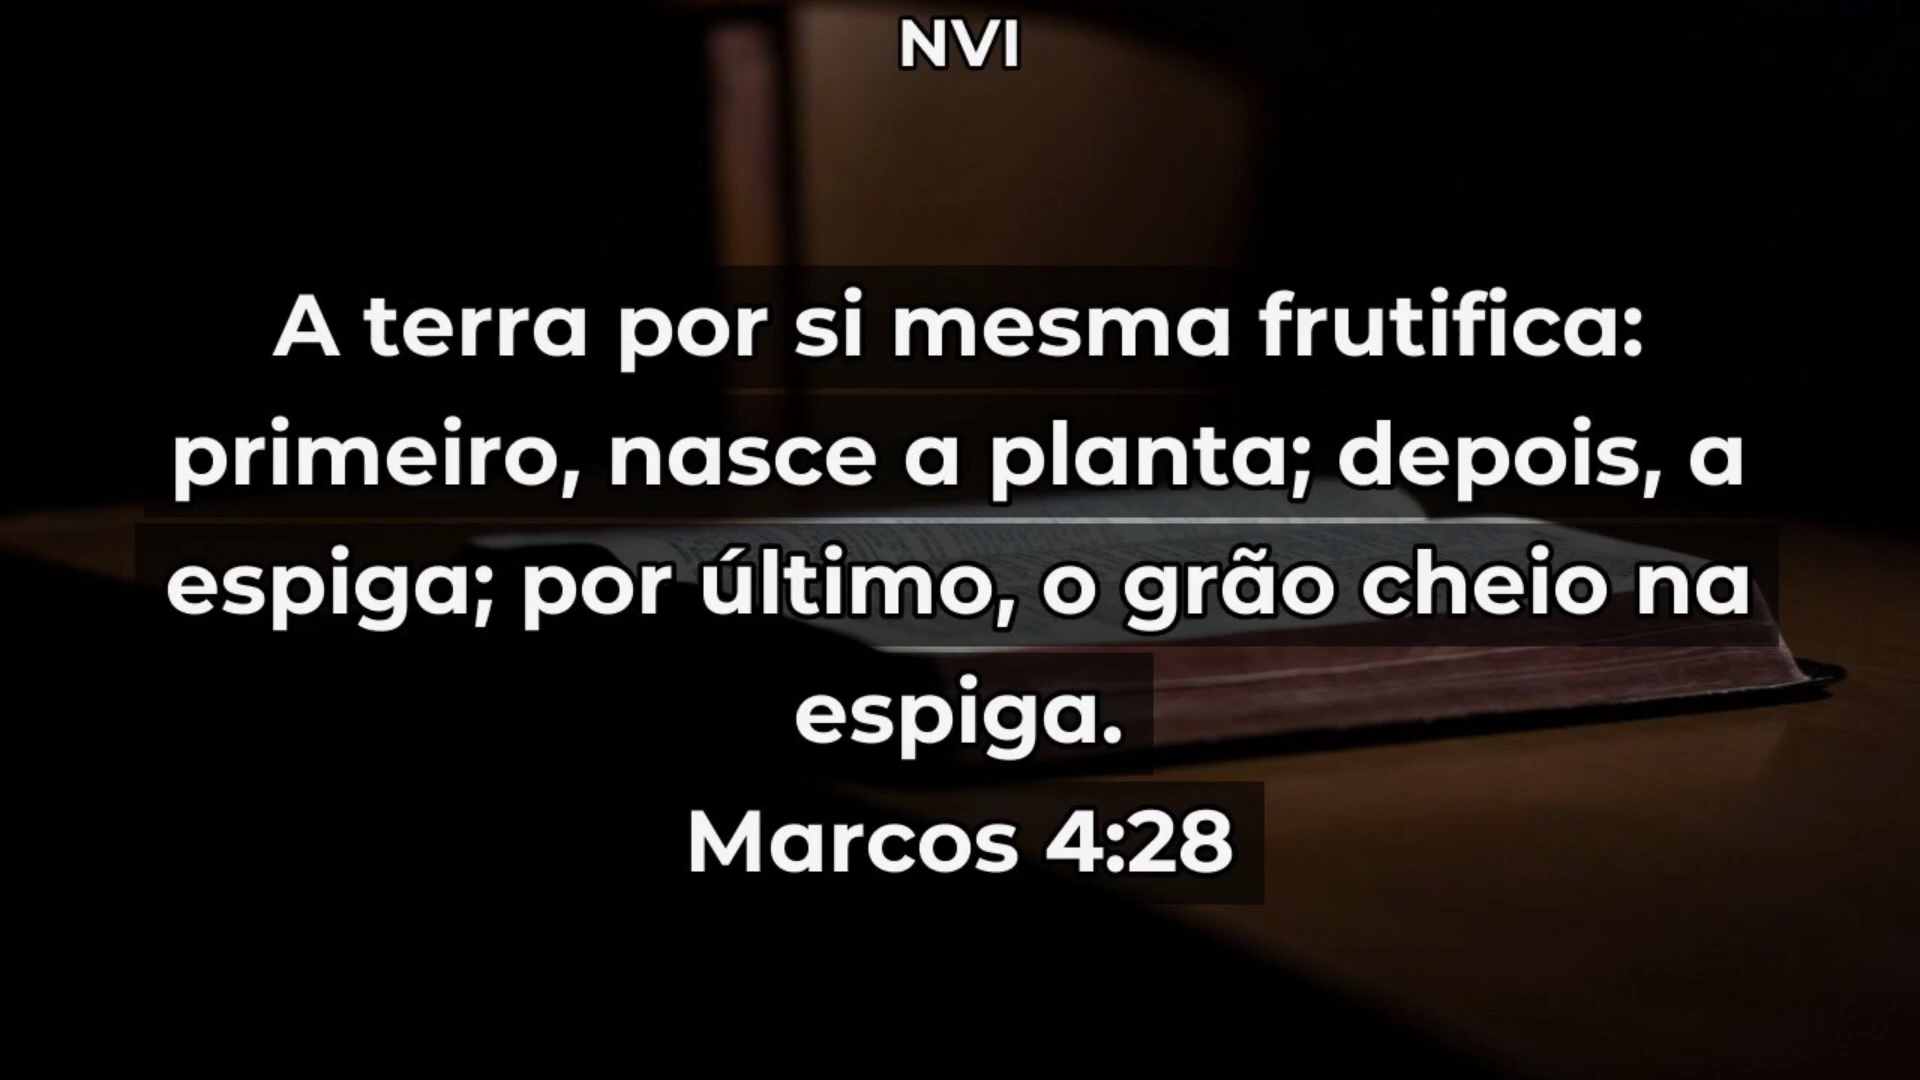 NVI
A terra por si mesma frutifica:
primeiro, nasce a planta; depois, a
espiga; por último, o grão cheio na
espiga.
Marcos 4:28